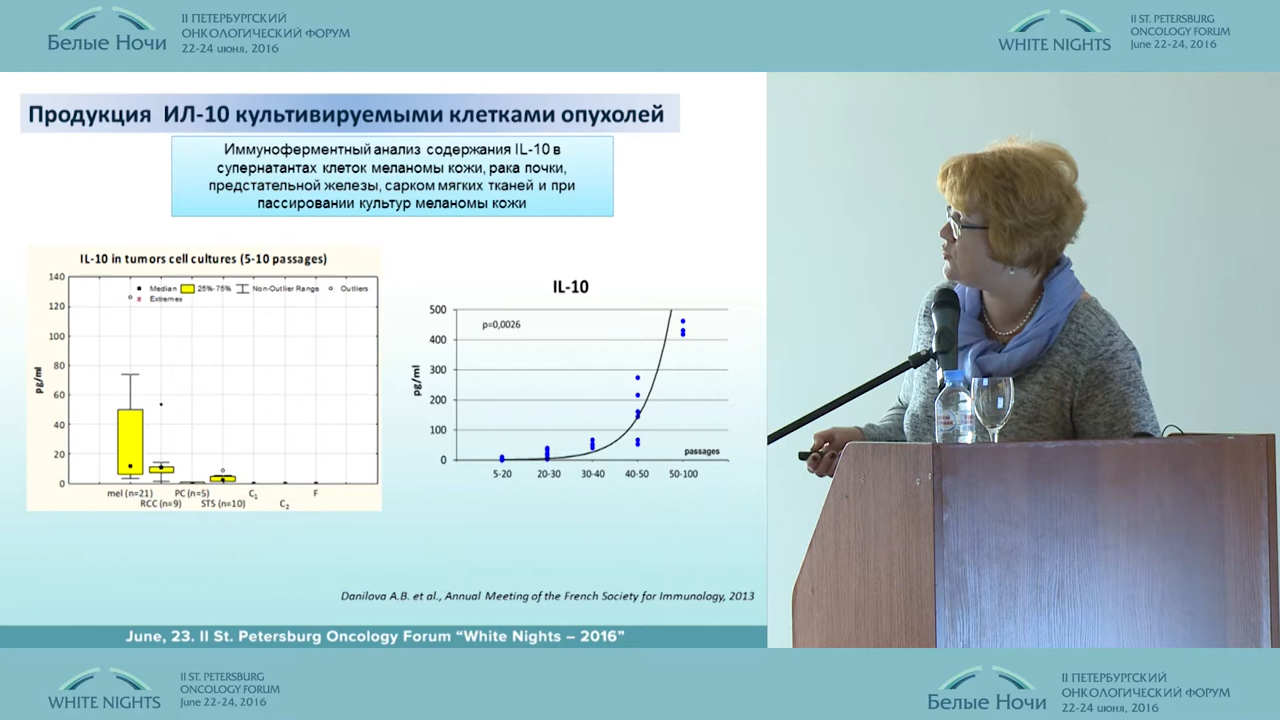 Белые Ночи
II ПЕТЕРБУРГСКИЙ
ОНКОЛОГИЧЕСКИЙ ФОРУМ
22-24 июня, 2016
WHITE NIGHTS
II ST. PETERSBURG
ONCOLOGY FORUM
June 22-24, 2016
Продукция ИЛ-10 культивируемыми клетками опухолей
Иммуноферментный анализ содержания IL-10 в
супернатантах клеток меланомы кожи, рака почки,
предстательной железы, сарком мягких тканей и при
пассировании культур меланомы кожи
IL-10 in tumors cell cultures (5-10 passages)
Median 25%-75% Non-Outlier Range Outliers
Extremes
140
120
100
80
60
40
20
0
pg/ml
mel (n=21) PC (n=5) C1 F
RCC (n=9) STS (n=10) C2
IL-10
p=0,0026
500
400
300
200
100
0
pg/ml
passages
5-20 20-30 30-40 40-50 50-100
Danilova A.B. et al., Annual Meeting of the French Society for Immunology, 2013
June, 23. II St. Petersburg Oncology Forum “White Nights – 2016”
WHITE NIGHTS
II ST. PETERSBURG
ONCOLOGY FORUM
June 22-24, 2016
Белые Ночи
II ПЕТЕРБУРГСКИЙ
ОНКОЛОГИЧЕСКИЙ ФОРУМ
22-24 июня, 2016